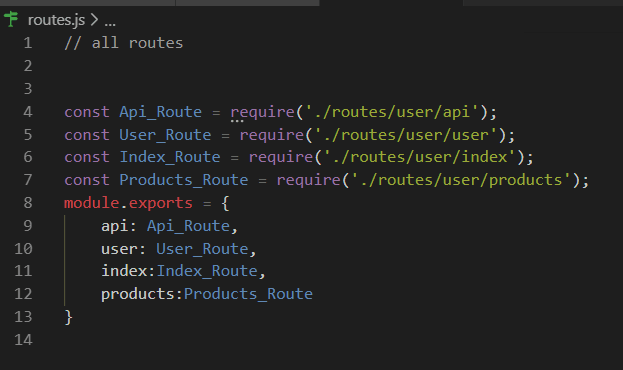 routes.js > ...
1 // all routes
2
3
4 const Api_Route = require('./routes/user/api');
5 const User_Route = require('./routes/user/user');
6 const Index_Route = require('./routes/user/index');
7 const Products_Route = require('./routes/user/products');
8 module.exports = {
9     api: Api_Route,
10     user: User_Route,
11     index:Index_Route,
12     products:Products_Route
13 }
14